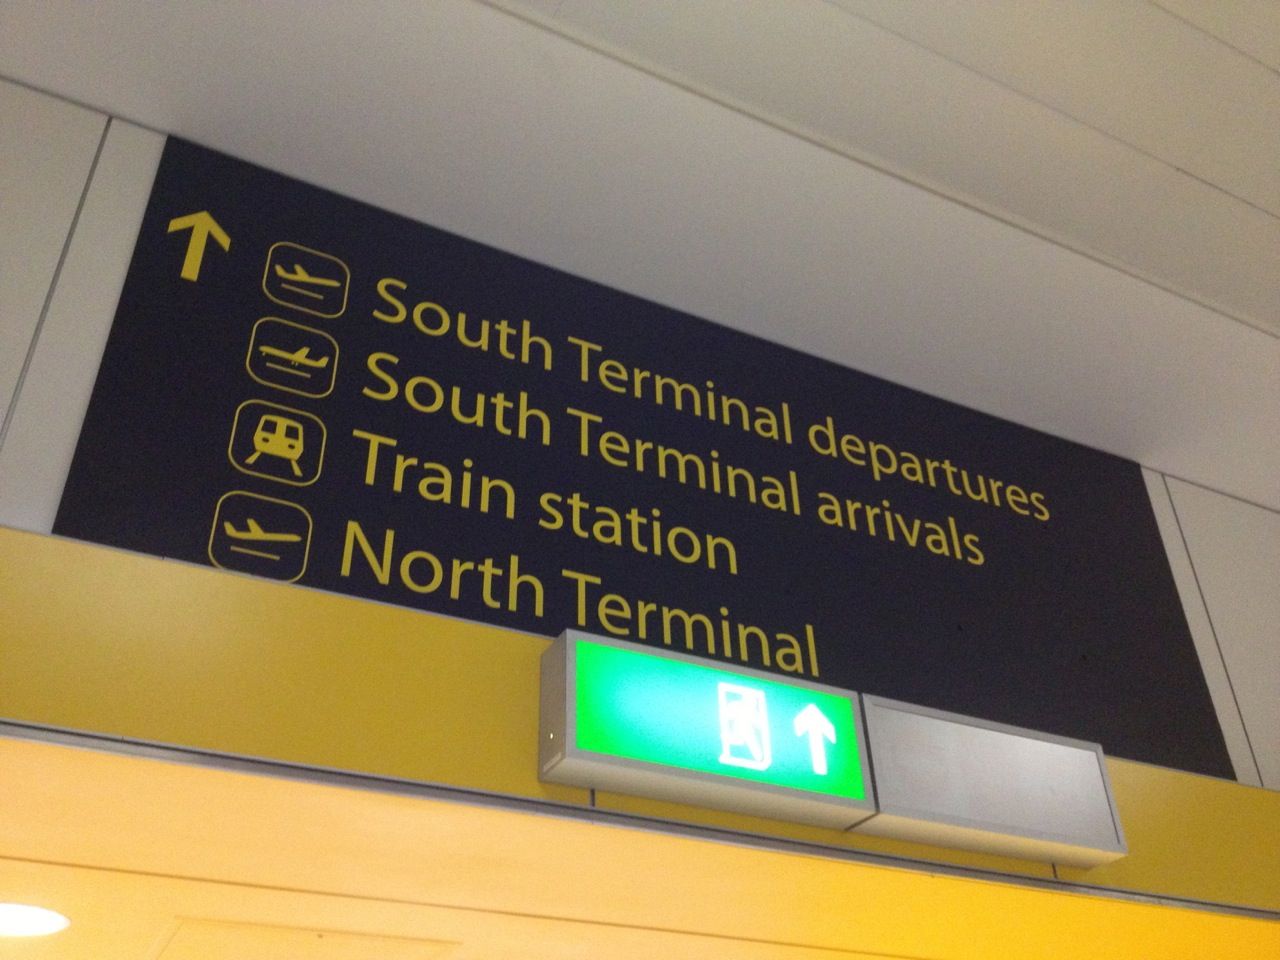 South Terminal departures
South Terminal arrivals
Train station
North Terminal